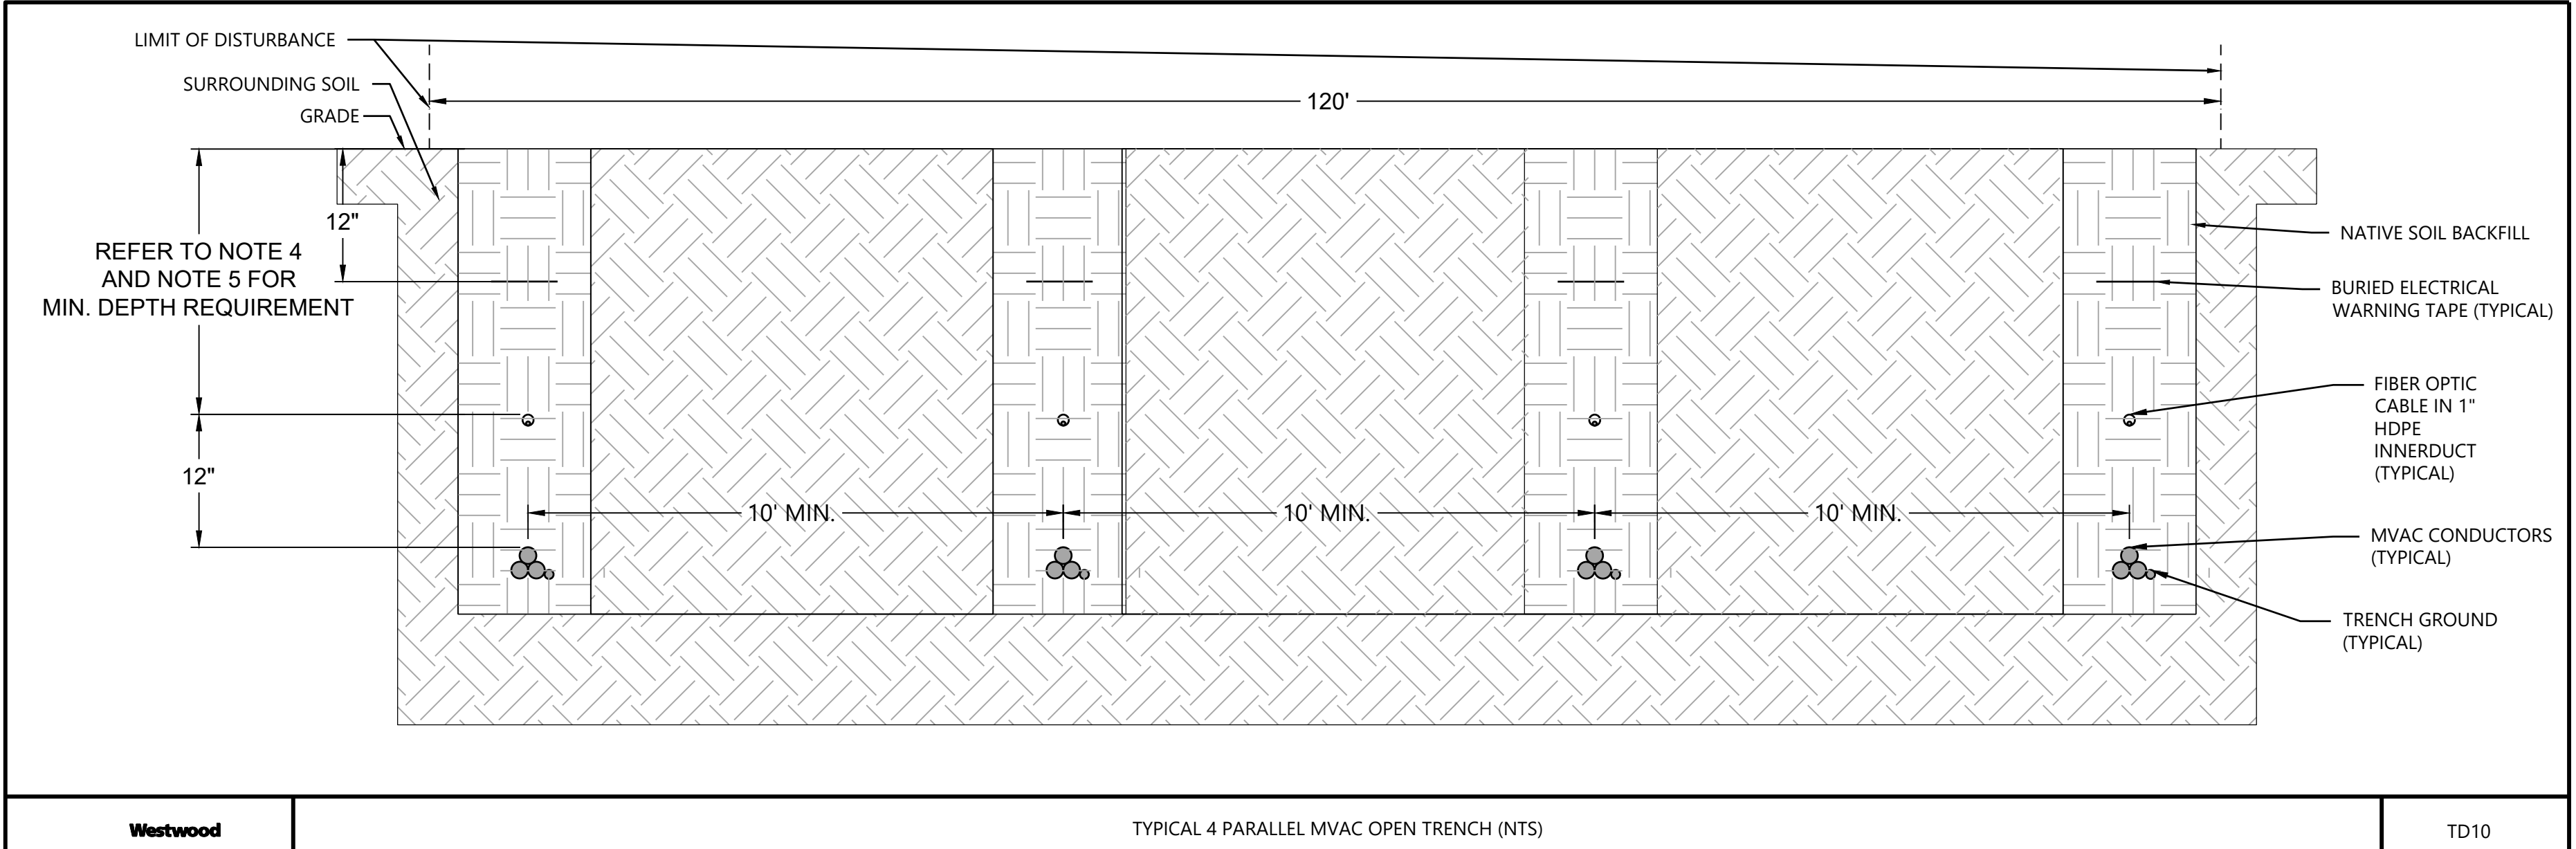 LIMIT OF DISTURBANCE
SURROUNDING SOIL
GRADE
120'
12"
REFER TO NOTE 4
AND NOTE 5 FOR
MIN. DEPTH REQUIREMENT
12"
10' MIN.
10' MIN.
10' MIN.
NATIVE SOIL BACKFILL
BURIED ELECTRICAL
WARNING TAPE (TYPICAL)
FIBER OPTIC
CABLE IN 1"
HDPE
INNERDUCT
(TYPICAL)
MVAC CONDUCTORS
(TYPICAL)
TRENCH GROUND
(TYPICAL)
Westwood
TYPICAL 4 PARALLEL MVAC OPEN TRENCH (NTS)
TD10